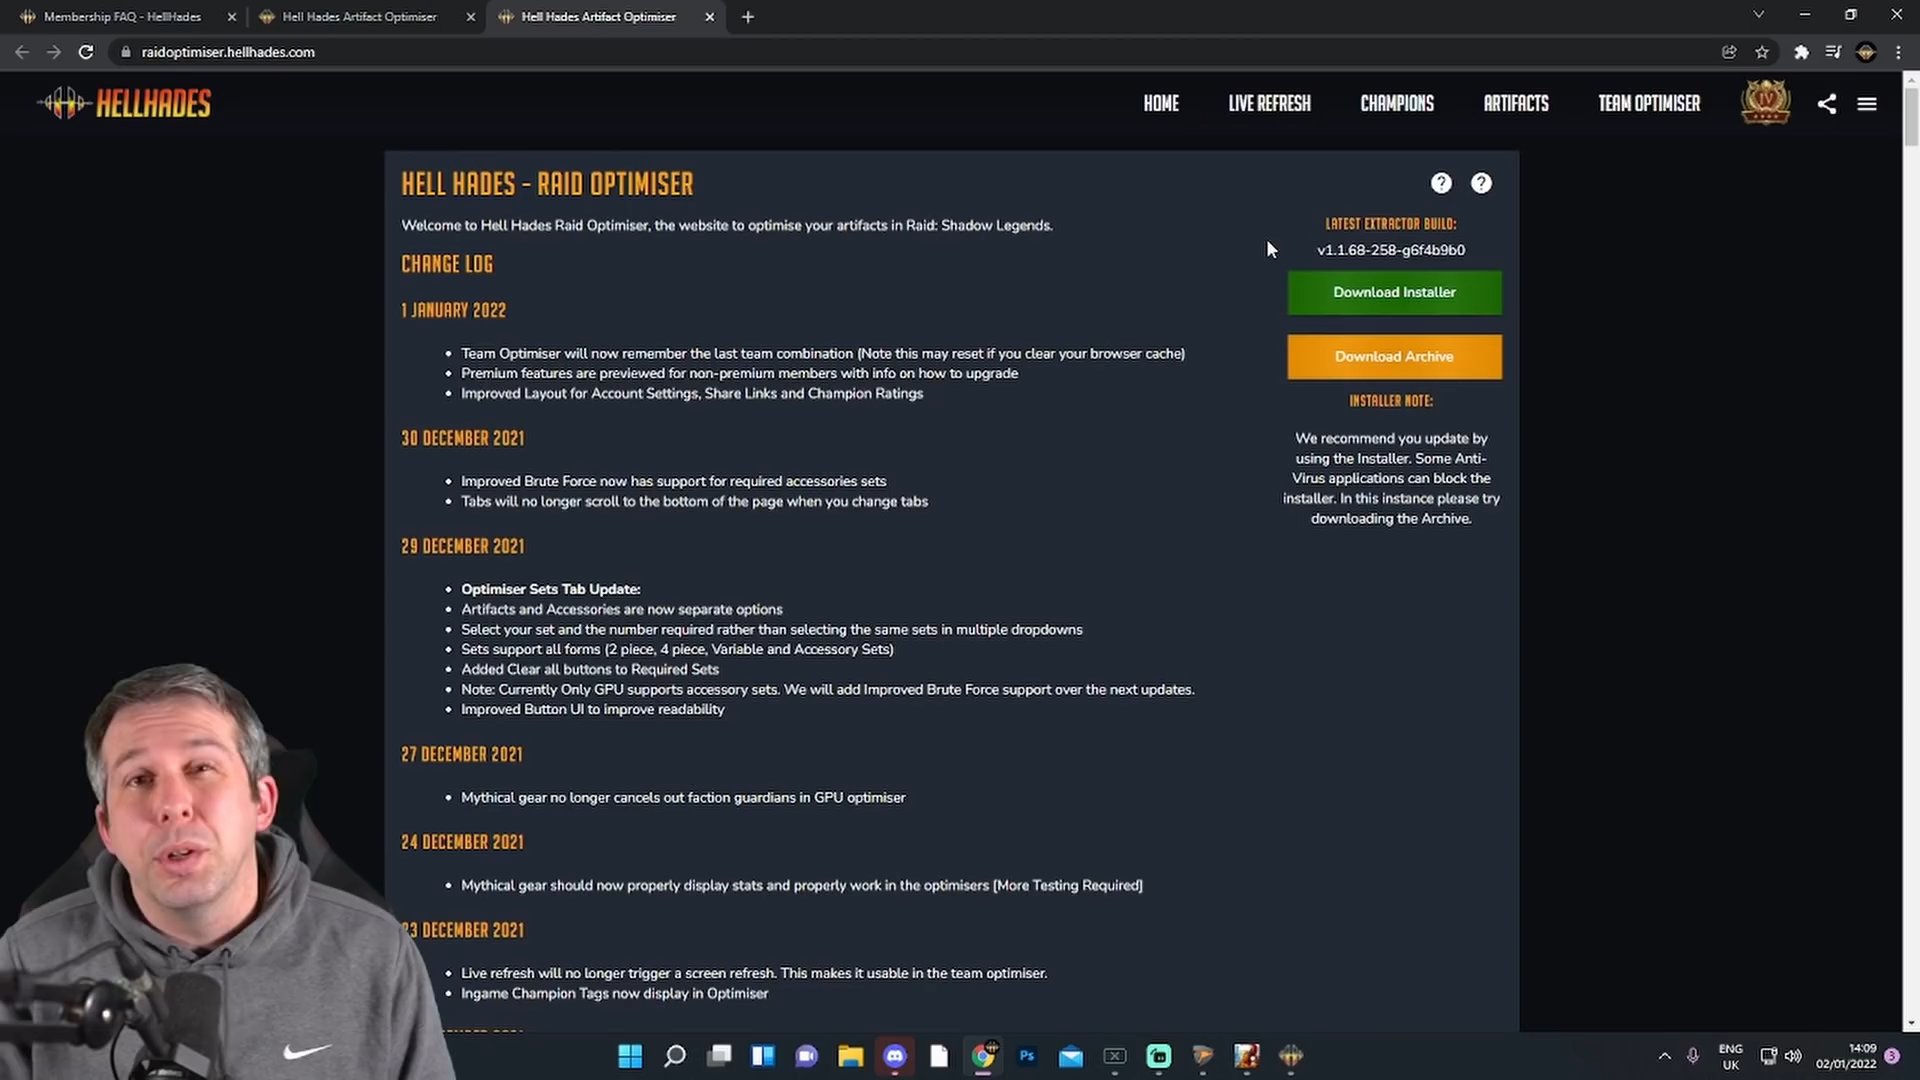 Membership FAQ - HellHades
Hell Hades Artifact Optimiser
Hell Hades Artifact Optimiser
raidoptimiser.hellhades.com
HELLHADES
HOME
LIVE REFRESH
CHAMPIONS
ARTIFACTS
TEAM OPTIMISER
IV
HELL HADES - RAID OPTIMISER
Welcome to Hell Hades Raid Optimiser, the website to optimise your artifacts in Raid: Shadow Legends.
CHANGE LOG
1 JANUARY 2022
• Team Optimiser will now remember the last team combination (Note this may reset if you clear your browser cache)
• Premium features are previewed for non-premium members with info on how to upgrade
• Improved Layout for Account Settings, Share Links and Champion Ratings
30 DECEMBER 2021
• Improved Brute Force now has support for required accessories sets
• Tabs will no longer scroll to the bottom of the page when you change tabs
29 DECEMBER 2021
• Optimiser Sets Tab Update:
• Artifacts and Accessories are now separate options
• Select your set and the number required rather than selecting the same sets in multiple dropdowns
• Sets support all forms (2 piece, 4 piece, Variable and Accessory Sets)
• Added Clear all buttons to Required Sets
• Note: Currently Only GPU supports accessory sets. We will add Improved Brute Force support over the next updates.
• Improved Button UI to improve readability
27 DECEMBER 2021
• Mythical gear no longer cancels out faction guardians in GPU optimiser
24 DECEMBER 2021
• Mythical gear should now properly display stats and properly work in the optimisers [More Testing Required]
23 DECEMBER 2021
• Live refresh will no longer trigger a screen refresh. This makes it usable in the team optimiser.
• Ingame Champion Tags now display in Optimiser
? ?
LATEST EXTRACTOR BUILD:
v1.1.68-258-g6f4b9b0
Download Installer
Download Archive
INSTALLER NOTE:
We recommend you update by
using the Installer. Some Anti-
Virus applications can block the
installer. In this instance please try
downloading the Archive.
Ps
ENG
UK
14:09
02/01/2022
3